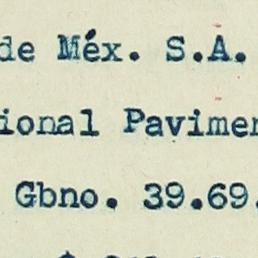 de Méx. S.A.
ional Pavimen
Gbno. 39.69.
$